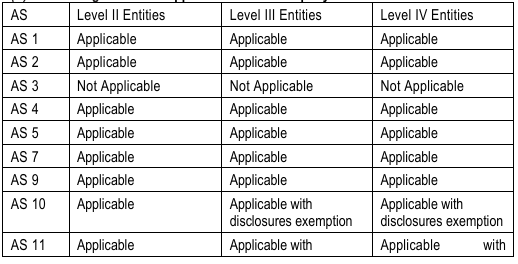 AS Level II Entities Level III Entities Level IV Entities
AS 1 Applicable Applicable Applicable
AS 2 Applicable Applicable Applicable
AS 3 Not Applicable Not Applicable Not Applicable
AS 4 Applicable Applicable Applicable
AS 5 Applicable Applicable Applicable
AS 7 Applicable Applicable Applicable
AS 9 Applicable Applicable Applicable
AS 10 Applicable Applicable with Applicable with
disclosures exemption disclosures exemption
AS 11 Applicable Applicable with Applicable with